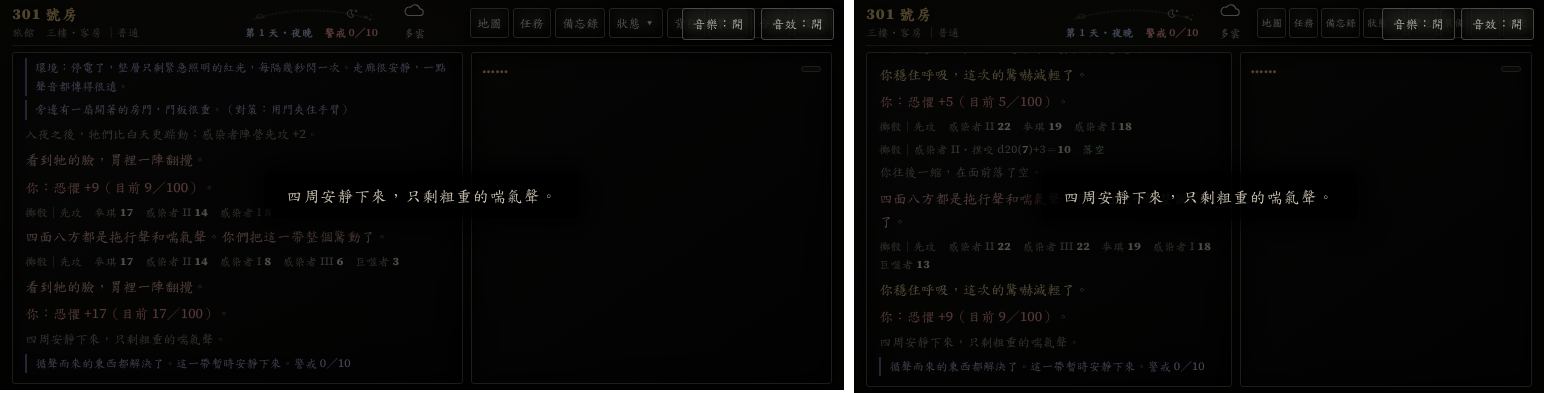 301 號房
旅館 三樓・客房｜普通
第 1 天・夜晚 警戒 0／10
多雲
地圖 任務 備忘錄 狀態 ▾
音樂：開 音效：開
環境：停電了，整層只剩緊急照明的紅光，每隔幾秒閃一次。走廊很安靜，一點
聲音都傳得很遠。
旁邊有一扇開著的房門，門板很重。（對策：用門夾住手臂）
入夜之後，牠們比白天更躁動：感染者陣營先攻 +2。
看到牠的臉，胃裡一陣翻攪。
你：恐懼 +9（目前 9／100）。
擲骰｜先攻 麥琪 17 感染者 II 14 感染者 I 8
四面八方都是拖行聲和喘氣聲。你們把這一帶整個驚動了。
擲骰｜先攻 麥琪 17 感染者 II 14 感染者 I 8 感染者 III 6 巨噬者 3
看到牠的臉，胃裡一陣翻攪。
你：恐懼 +17（目前 17／100）。
四周安靜下來，只剩粗重的喘氣聲。
循聲而來的東西都解決了。這一帶暫時安靜下來。警戒 0／10
••••••
四周安靜下來，只剩粗重的喘氣聲。
301 號房
三樓・客房｜普通
第 1 天・夜晚 警戒 0／10
多雲
地圖 任務 備忘錄
音樂：開 音效：開
你穩住呼吸，這次的驚嚇減輕了。
你：恐懼 +5（目前 5／100）。
擲骰｜先攻 感染者 II 22 麥琪 19 感染者 I 18
擲骰｜感染者 II・撲咬 d20(7)+3＝10 落空
你往後一縮，在面前落了空。
四面八方都是拖行聲和喘
了。
擲骰｜先攻 感染者 II 22 感染者 III 22 麥琪 19 感染者 I 18
巨噬者 13
你穩住呼吸，這次的驚嚇減輕了。
你：恐懼 +9（目前 9／100）。
四周安靜下來，只剩粗重的喘氣聲。
循聲而來的東西都解決了。這一帶暫時安靜下來。警戒 0／10
••••••
四周安靜下來，只剩粗重的喘氣聲。